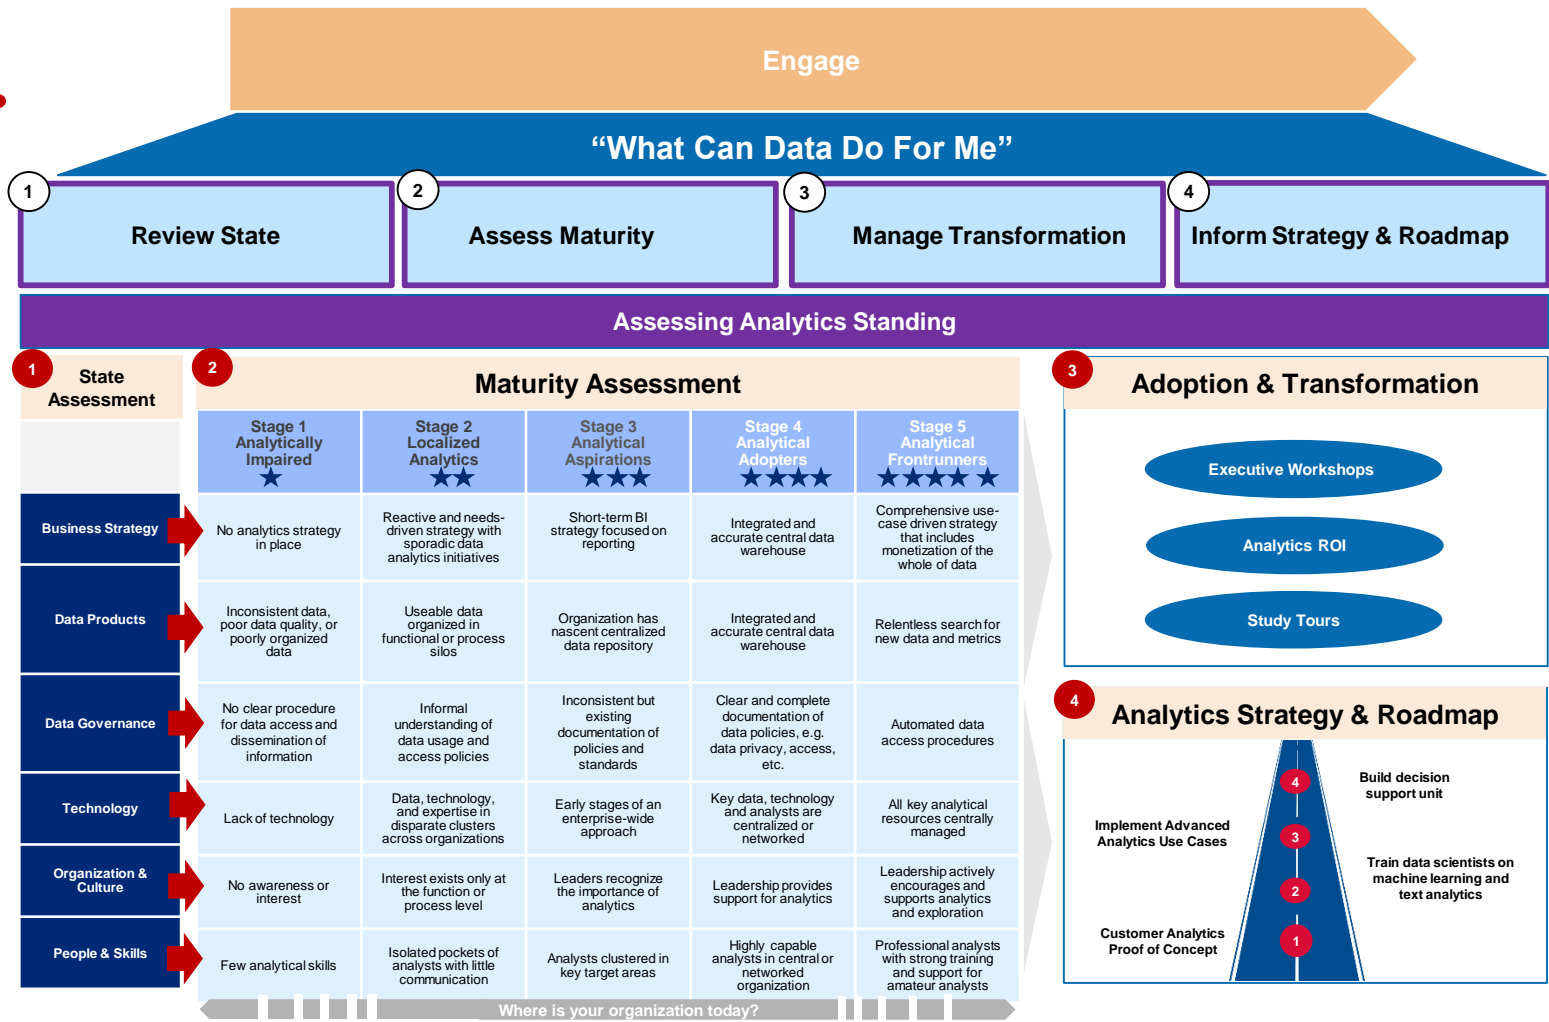 Engage
“What Can Data Do For Me”
1
Review State
2
Assess Maturity
3
Manage Transformation
4
Inform Strategy & Roadmap
Assessing Analytics Standing
1
State
Assessment
2
Maturity Assessment
Stage 1
Analytically
Impaired
Stage 2
Localized
Analytics
Stage 3
Analytical
Aspirations
Stage 4
Analytical
Adopters
Stage 5
Analytical
Frontrunners
Business Strategy
No analytics strategy
in place
Reactive and needs-
driven strategy with
sporadic data
analytics initiatives
Short-term BI
strategy focused on
reporting
Integrated and
accurate central data
warehouse
Comprehensive use-
case driven strategy
that includes
monetization of the
whole of data
Data Products
Inconsistent data,
poor data quality, or
poorly organized
data
Useable data
organized in
functional or process
silos
Organization has
nascent centralized
data repository
Integrated and
accurate central data
warehouse
Relentless search for
new data and metrics
Data Governance
No clear procedure
for data access and
dissemination of
information
Informal
understanding of
data usage and
access policies
Inconsistent but
existing
documentation of
policies and
standards
Clear and complete
documentation of
data policies, e.g.
data privacy, access,
etc.
Automated data
access procedures
Technology
Lack of technology
Data, technology,
and expertise in
disparate clusters
across organizations
Early stages of an
enterprise-wide
approach
Key data, technology
and analysts are
centralized or
networked
All key analytical
resources centrally
managed
Organization &
Culture
No awareness or
interest
Interest exists only at
the function or
process level
Leaders recognize
the importance of
analytics
Leadership provides
support for analytics
Leadership actively
encourages and
supports analytics
and exploration
People & Skills
Few analytical skills
Isolated pockets of
analysts with little
communication
Analysts clustered in
key target areas
Highly capable
analysts in central or
networked
organization
Professional analysts
with strong training
and support for
amateur analysts
Where is your organization today?
3
Adoption & Transformation
Executive Workshops
Analytics ROI
Study Tours
4
Analytics Strategy & Roadmap
4
Build decision
support unit
Implement Advanced
Analytics Use Cases
3
Train data scientists on
machine learning and
text analytics
2
Customer Analytics
Proof of Concept
1